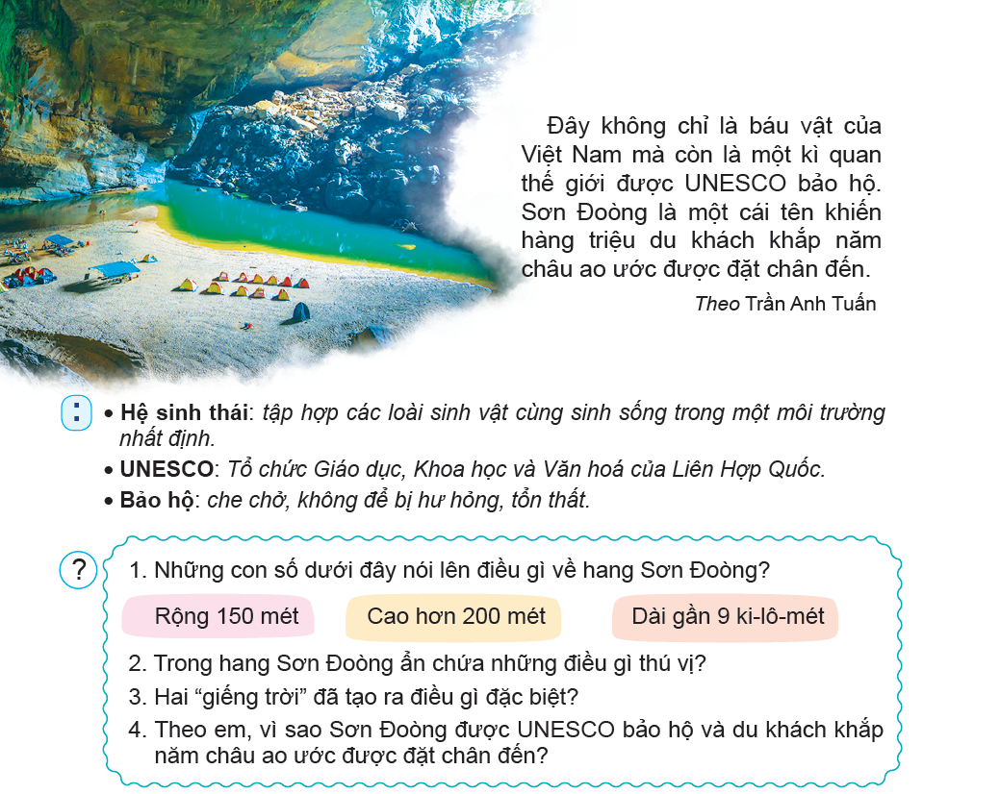 Đây không chỉ là báu vật của
Việt Nam mà còn là một kì quan
thế giới được UNESCO bảo hộ.
Sơn Đoòng là một cái tên khiến
hàng triệu du khách khắp năm
châu ao ước được đặt chân đến.
Theo Trần Anh Tuấn
: • Hệ sinh thái: tập hợp các loài sinh vật cùng sinh sống trong một môi trường
nhất định.
• UNESCO: Tổ chức Giáo dục, Khoa học và Văn hoá của Liên Hợp Quốc.
• Bảo hộ: che chở, không để bị hư hỏng, tổn thất.
? 1. Những con số dưới đây nói lên điều gì về hang Sơn Đoòng?
Rộng 150 mét Cao hơn 200 mét Dài gần 9 ki-lô-mét
2. Trong hang Sơn Đoòng ẩn chứa những điều gì thú vị?
3. Hai “giếng trời” đã tạo ra điều gì đặc biệt?
4. Theo em, vì sao Sơn Đoòng được UNESCO bảo hộ và du khách khắp
năm châu ao ước được đặt chân đến?